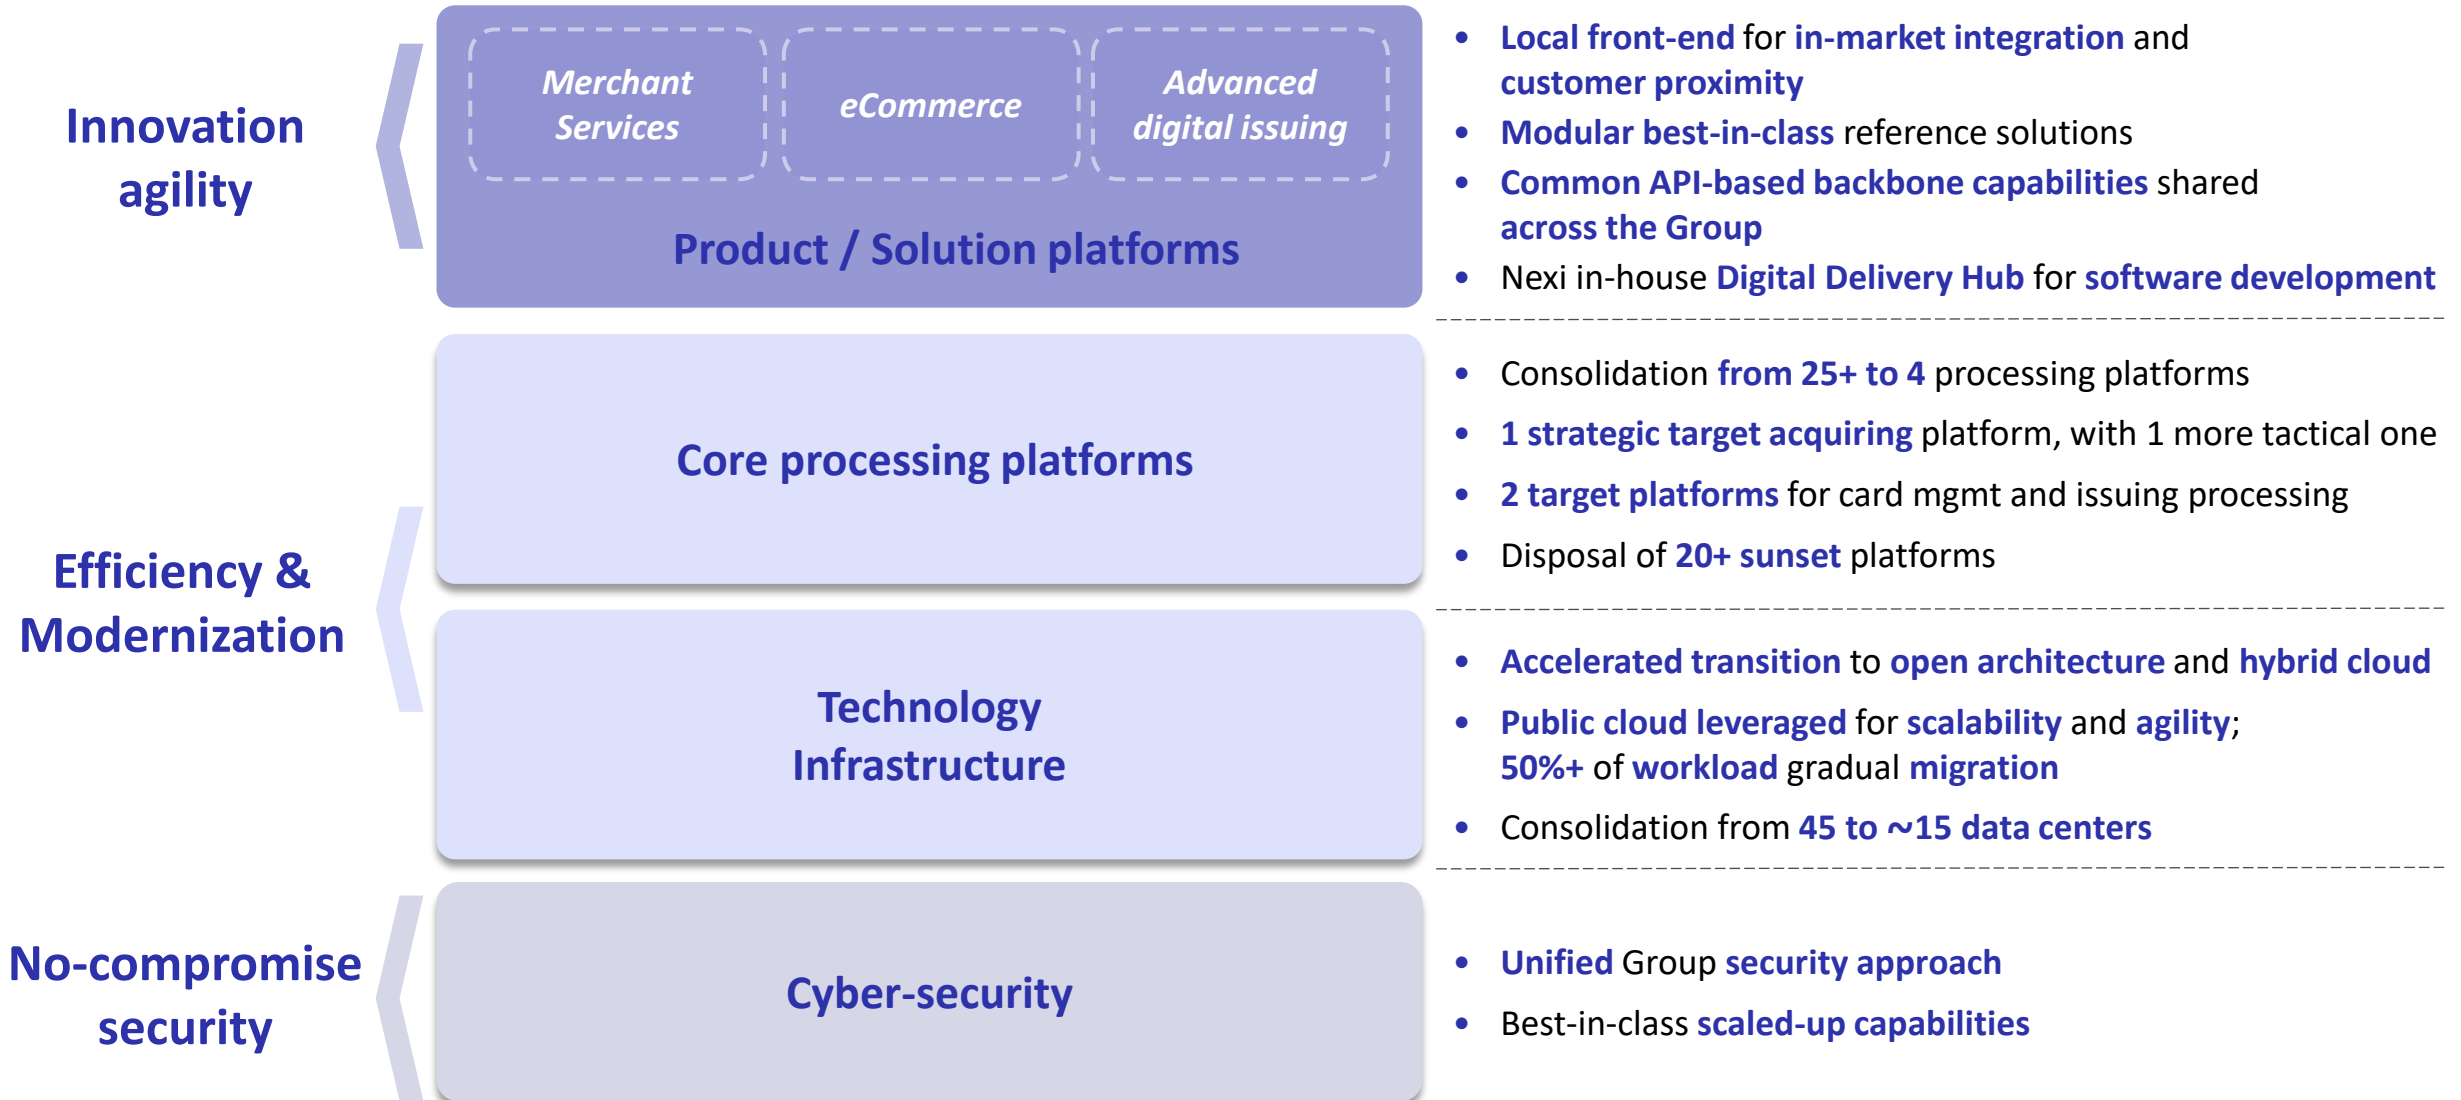 Innovation
agility
Merchant
Services
eCommerce
Advanced
digital issuing
Product / Solution platforms
• Local front-end for in-market integration and
customer proximity
• Modular best-in-class reference solutions
• Common API-based backbone capabilities shared
across the Group
• Nexi in-house Digital Delivery Hub for software development
Efficiency &
Modernization
Core processing platforms
• Consolidation from 25+ to 4 processing platforms
• 1 strategic target acquiring platform, with 1 more tactical one
• 2 target platforms for card mgmt and issuing processing
• Disposal of 20+ sunset platforms
Technology
Infrastructure
• Accelerated transition to open architecture and hybrid cloud
• Public cloud leveraged for scalability and agility;
50%+ of workload gradual migration
• Consolidation from 45 to ~15 data centers
No-compromise
security
Cyber-security
• Unified Group security approach
• Best-in-class scaled-up capabilities